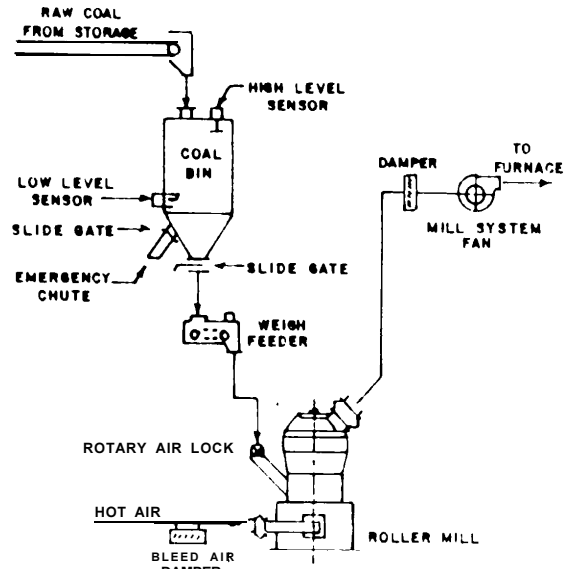 RAW COAL
FROM STORAGE
HIGH LEVEL
SENSOR
COAL
BIN
TO
FURNACE
DAMPER
LOW LEVEL
SENSOR
MILL SYSTEM
FAN
SLIDE GATE
SLIDE GATE
EMERGENCY
CHUTE
WEIGH
FEEDER
ROTARY AIR LOCK
HOT AIR
ROLLER MILL
BLEED AIR
DAMPER